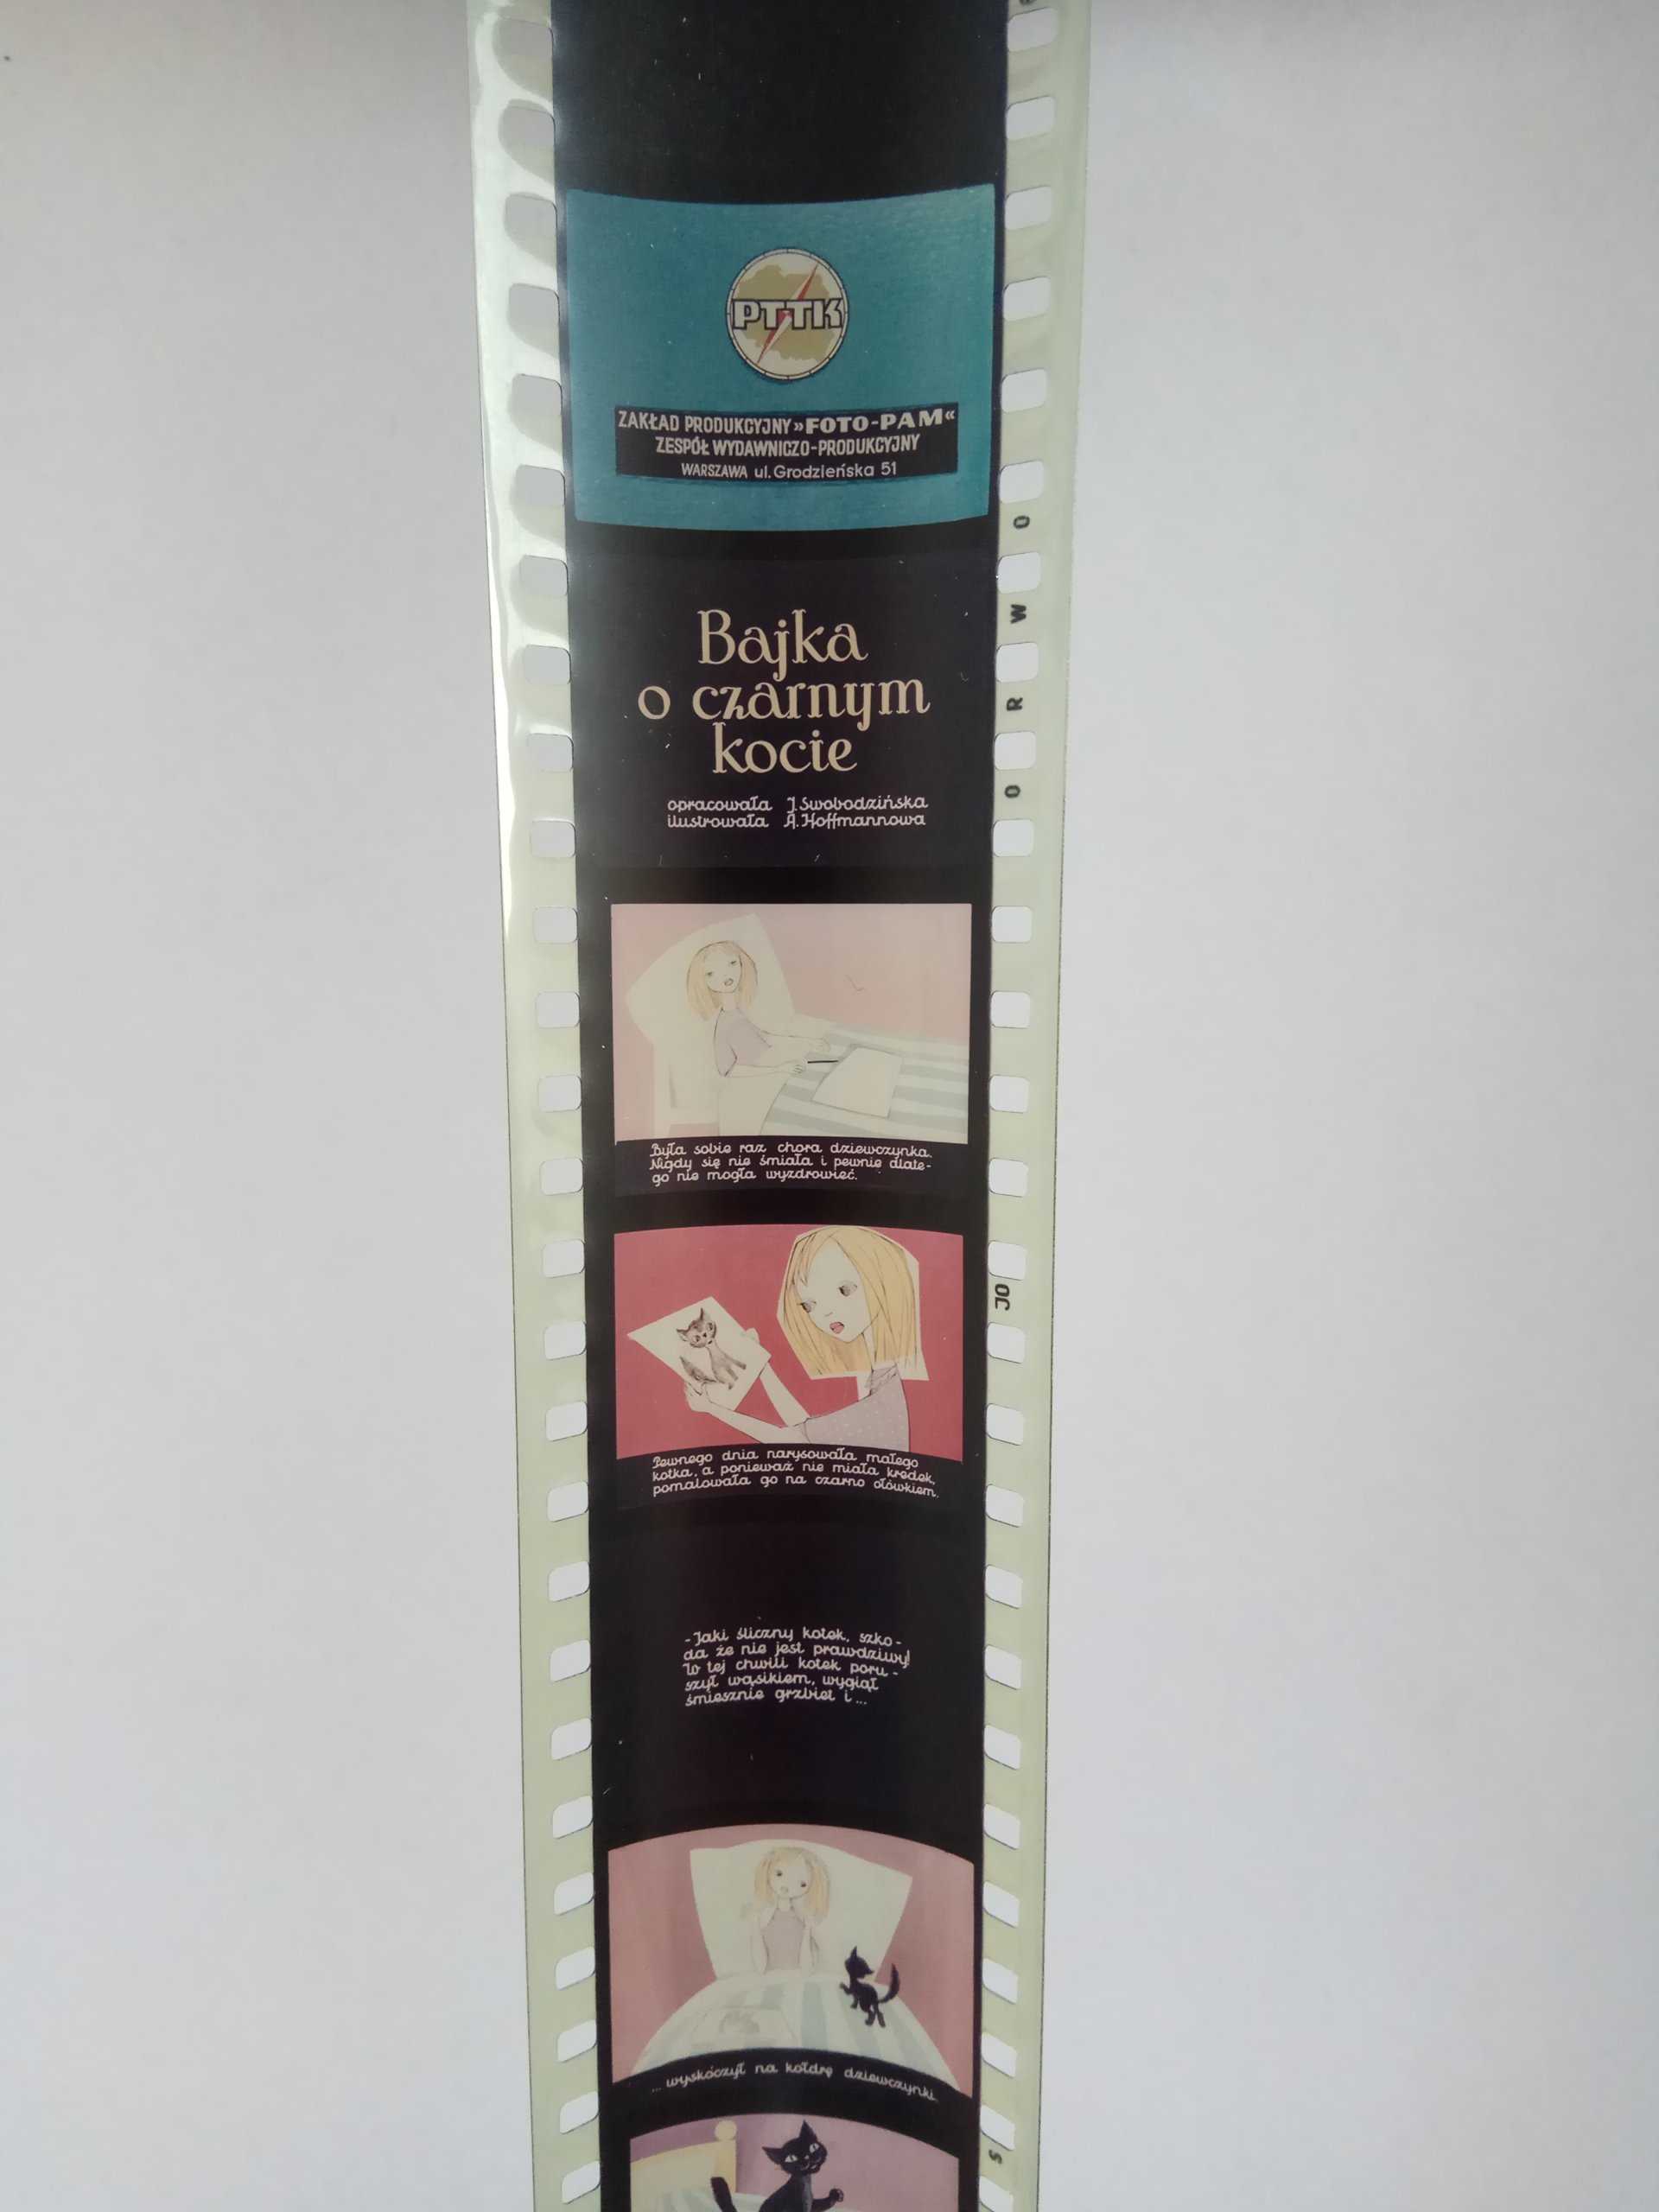 PTTK
ZAKŁAD PRODUKCYJNY »FOTO-PAM«
ZESPÓŁ WYDAWNICZO-PRODUKCYJNY
WARSZAWA ul. Grodzieńska 51
Bajka
o czarnym
kocie
opracowała J. Swobodzińska
ilustrowała A. Hoffmannowa
Była sobie raz chora dziewczynka.
Nigdy się nie śmiała i pewnie dlate-
go nie mogła wyzdrowieć.
Pewnego dnia narysowała małego
kotka, a ponieważ nie miała kredek,
pomalowała go na czarno ołówkiem.
- Jaki śliczny kotek, szko-
da że nie jest prawdziwy!
W tej chwili kotek poru-
szył wąsikiem, wygiął
śmiesznie grzbiet i ...
... wyskoczył na kołdrę dziewczynki.
ORWO
JO
S